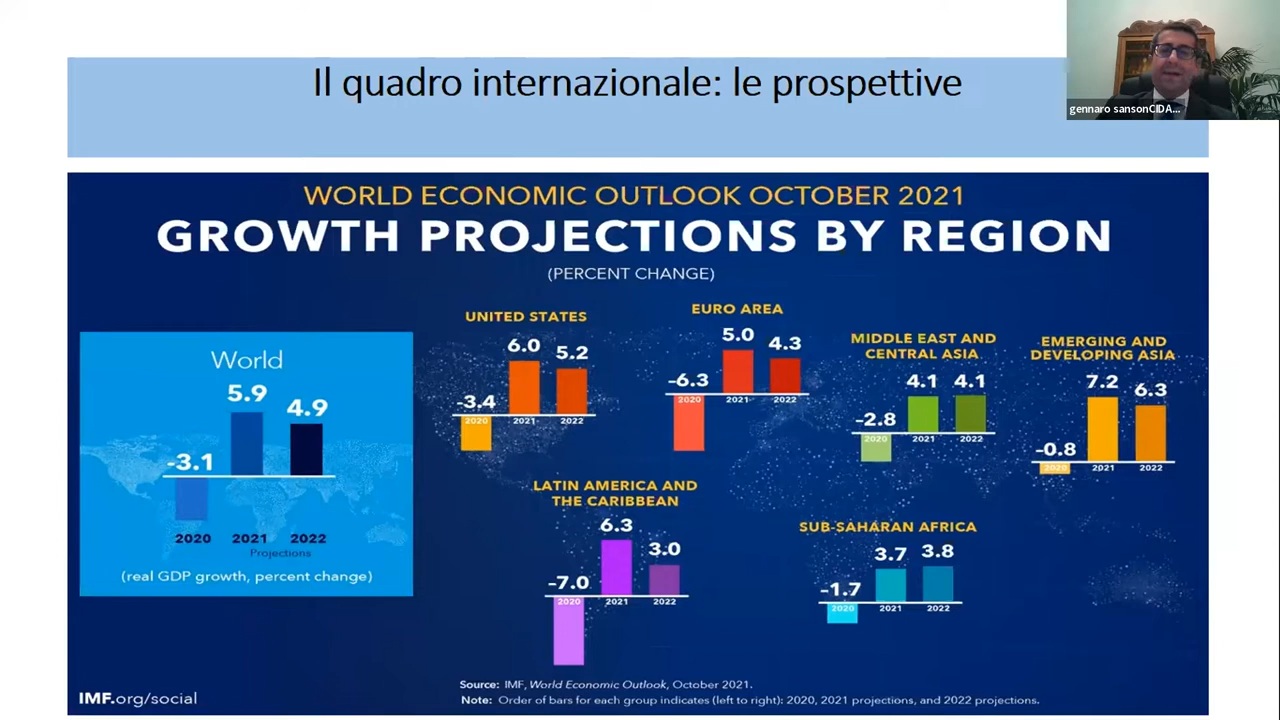 Il quadro internazionale: le prospettive
gennaro sansonCIDA...
WORLD ECONOMIC OUTLOOK OCTOBER 2021
GROWTH PROJECTIONS BY REGION
(PERCENT CHANGE)
World
5.9
4.9
-3.1
2020 2021 2022
Projections
(real GDP growth, percent change)
UNITED STATES
6.0
5.2
-3.4
2020 2021 2022
EURO AREA
5.0
4.3
-6.3
2020 2021 2022
MIDDLE EAST AND
CENTRAL ASIA
4.1 4.1
-2.8
2020 2021 2022
EMERGING AND
DEVELOPING ASIA
7.2
6.3
-0.8
2020 2021 2022
LATIN AMERICA AND
THE CARIBBEAN
6.3
3.0
-7.0
2020 2021 2022
SUB-SAHARAN AFRICA
3.7 3.8
-1.7
2020 2021 2022
IMF.org/social
Source: IMF, World Economic Outlook, October 2021.
Note: Order of bars for each group indicates (left to right): 2020, 2021 projections, and 2022 projections.